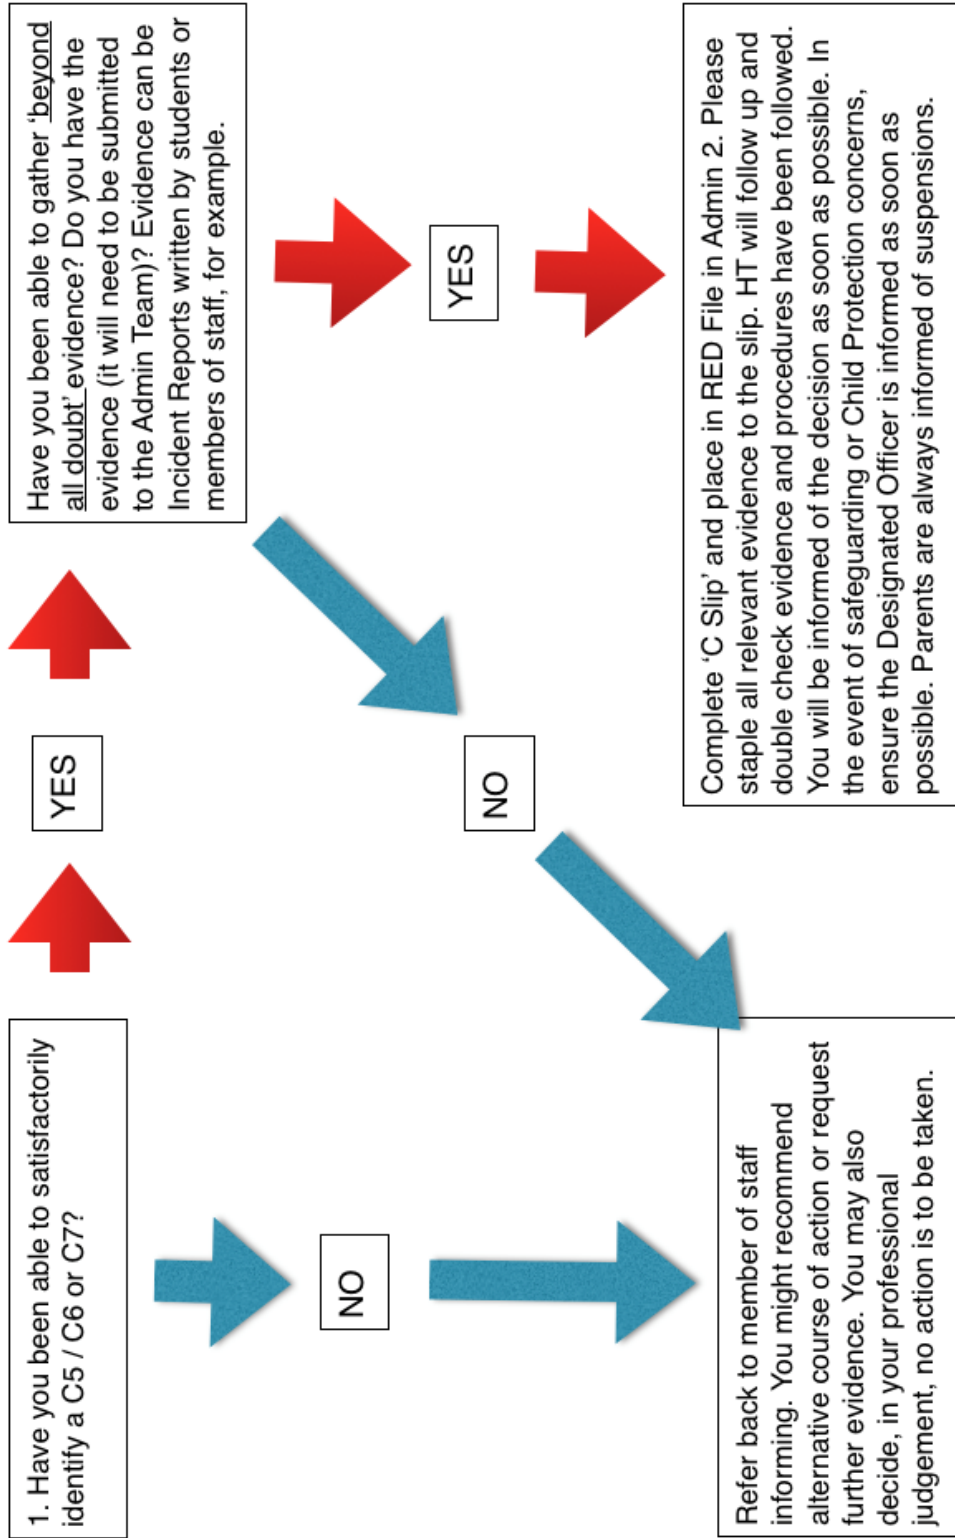 1. Have you been able to satisfactorily
identify a C5 / C6 or C7?
YES
Have you been able to gather ‘beyond
all doubt’ evidence? Do you have the
evidence (it will need to be submitted
to the Admin Team)? Evidence can be
Incident Reports written by students or
members of staff, for example.
NO
NO
YES
Refer back to member of staff
informing. You might recommend
alternative course of action or request
further evidence. You may also
decide, in your professional
judgement, no action is to be taken.
Complete ‘C Slip’ and place in RED File in Admin 2. Please
staple all relevant evidence to the slip. HT will follow up and
double check evidence and procedures have been followed.
You will be informed of the decision as soon as possible. In
the event of safeguarding or Child Protection concerns,
ensure the Designated Officer is informed as soon as
possible. Parents are always informed of suspensions.